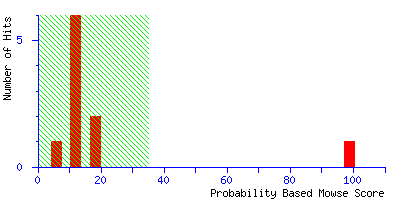 Number of Hits
5
0
0 20 40 60 80 100
Probability Based Mowse Score